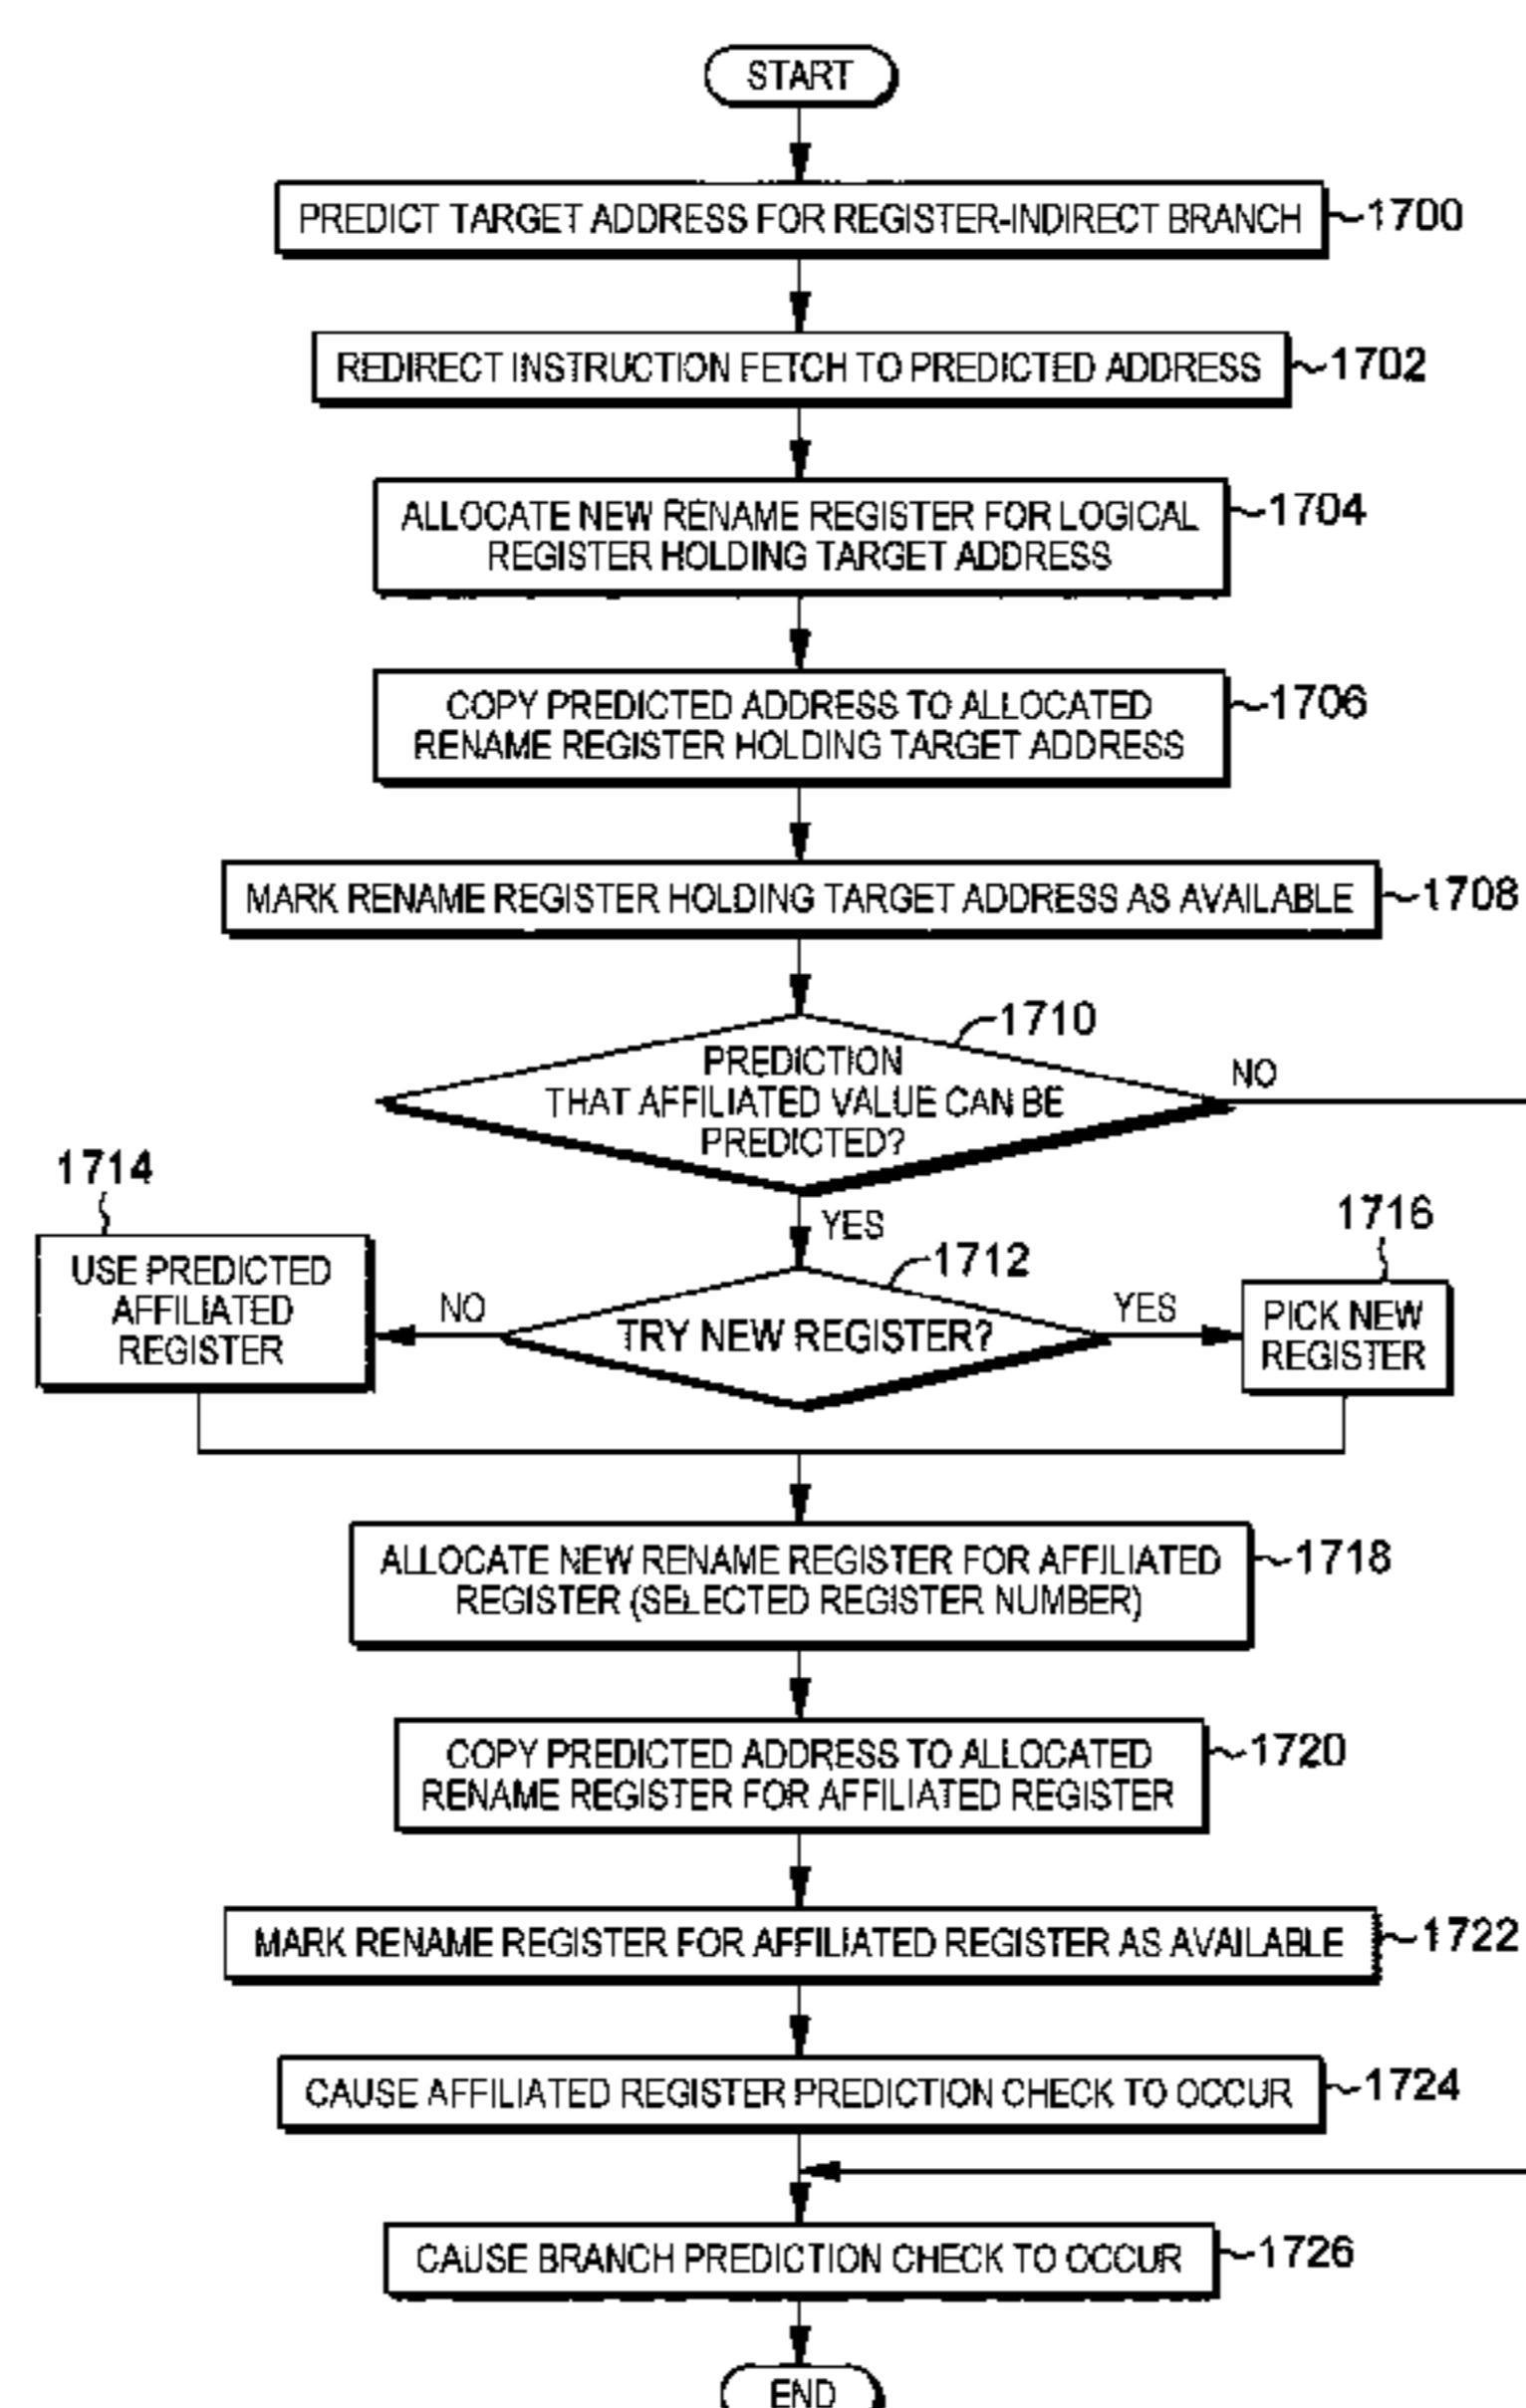 START
PREDICT TARGET ADDRESS FOR REGISTER-INDIRECT BRANCH
1700
REDIRECT INSTRUCTION FETCH TO PREDICTED ADDRESS
1702
ALLOCATE NEW RENAME REGISTER FOR LOGICAL
REGISTER HOLDING TARGET ADDRESS
1704
COPY PREDICTED ADDRESS TO ALLOCATED
RENAME REGISTER HOLDING TARGET ADDRESS
1706
MARK RENAME REGISTER HOLDING TARGET ADDRESS AS AVAILABLE
1708
1710
PREDICTION
THAT AFFILIATED VALUE CAN BE
PREDICTED?
NO
YES
1714
USE PREDICTED
AFFILIATED
REGISTER
NO
1712
TRY NEW REGISTER?
YES
1716
PICK NEW
REGISTER
ALLOCATE NEW RENAME REGISTER FOR AFFILIATED
REGISTER (SELECTED REGISTER NUMBER)
1718
COPY PREDICTED ADDRESS TO ALLOCATED
RENAME REGISTER FOR AFFILIATED REGISTER
1720
MARK RENAME REGISTER FOR AFFILIATED REGISTER AS AVAILABLE
1722
CAUSE AFFILIATED REGISTER PREDICTION CHECK TO OCCUR
1724
CAUSE BRANCH PREDICTION CHECK TO OCCUR
1726
END